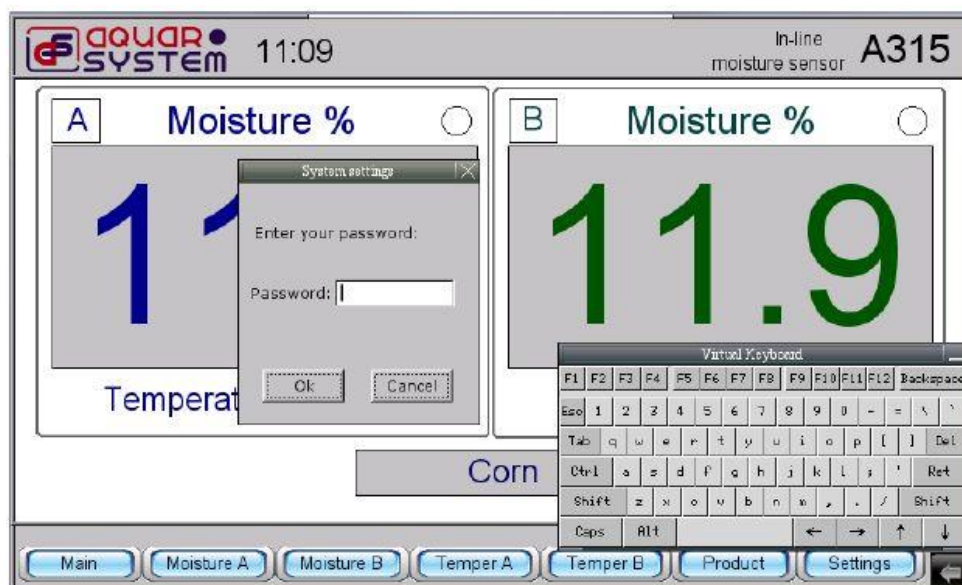 aquar
system
11:09
In-line
moisture sensor
A315
A
Moisture %
B
Moisture %
11.9
System settings
Enter your password:
Password:
Ok
Cancel
Corn
Virtual Keyboard
F1 F2 F3 F4 F5 F6 F7 F8 F9 F10 F11 F12 Backspace
Esc 1 2 3 4 5 6 7 8 9 0 - = \ `
Tab q w e r t y u i o p [ ] Del
Ctrl a s d f g h j k l ; ' Ret
Shift z x c v b n m , . / Shift
Caps Alt ← → ↑ ↓
Main
Moisture A
Moisture B
Temper A
Temper B
Product
Settings